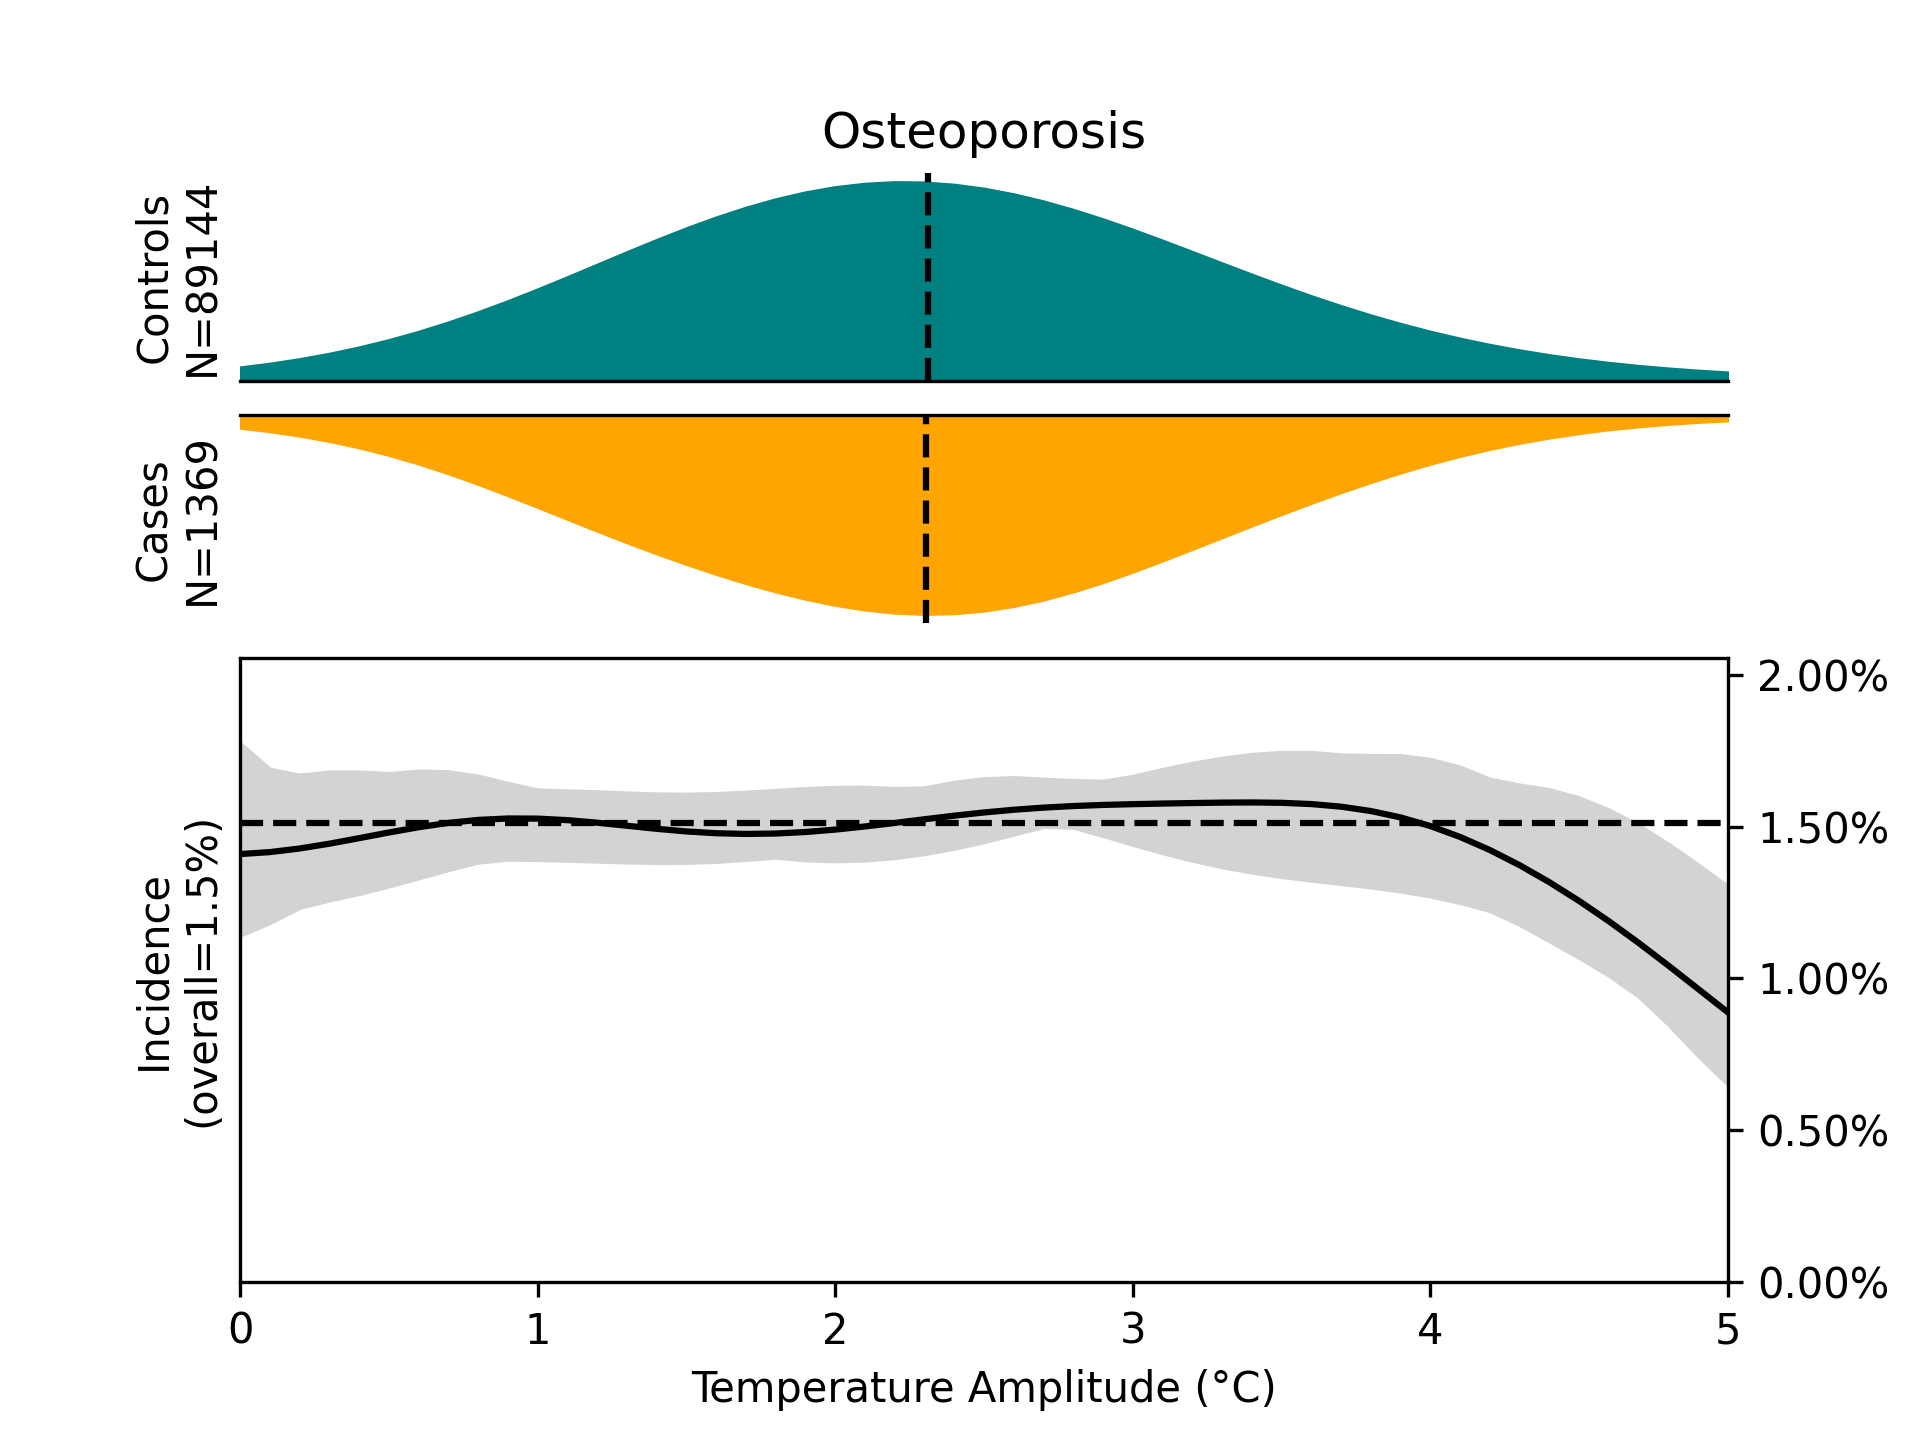 Osteoporosis
Controls
N=89144
Cases
N=1369
Incidence
(overall=1.5%)
2.00%
1.50%
1.00%
0.50%
0.00%
0
1
2
3
4
5
Temperature Amplitude (°C)